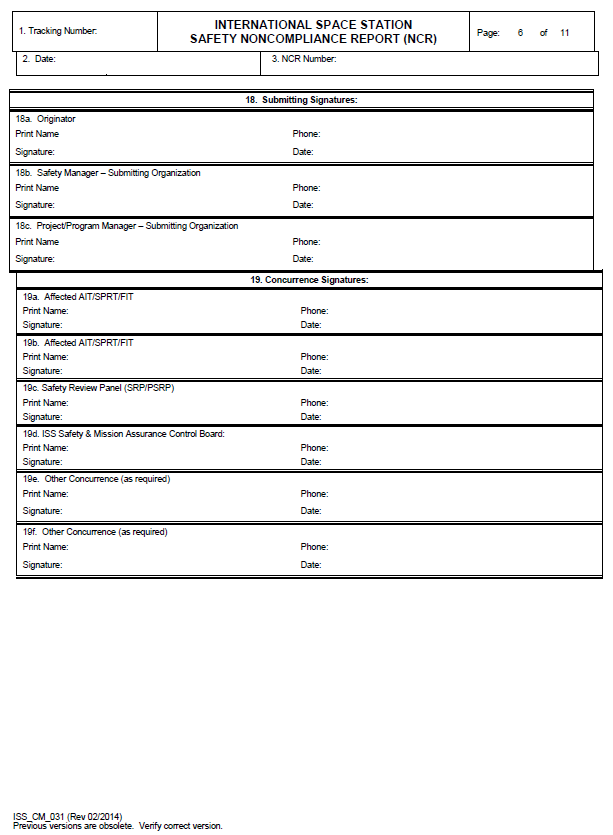 1. Tracking Number:
INTERNATIONAL SPACE STATION
SAFETY NONCOMPLIANCE REPORT (NCR)
Page: 6 of 11
2. Date:
3. NCR Number:
18. Submitting Signatures:
18a. Originator
Print Name Phone:
Signature: Date:
18b. Safety Manager – Submitting Organization
Print Name Phone:
Signature: Date:
18c. Project/Program Manager – Submitting Organization
Print Name Phone:
Signature: Date:
19. Concurrence Signatures:
19a. Affected AIT/SPRT/FIT
Print Name: Phone:
Signature: Date:
19b. Affected AIT/SPRT/FIT
Print Name: Phone:
Signature: Date:
19c. Safety Review Panel (SRP/PSRP)
Print Name: Phone:
Signature: Date:
19d. ISS Safety & Mission Assurance Control Board:
Print Name: Phone:
Signature: Date:
19e. Other Concurrence (as required)
Print Name: Phone:
Signature: Date:
19f. Other Concurrence (as required)
Print Name: Phone:
Signature: Date:
ISS_CM_031 (Rev 02/2014)
Previous versions are obsolete. Verify correct version.